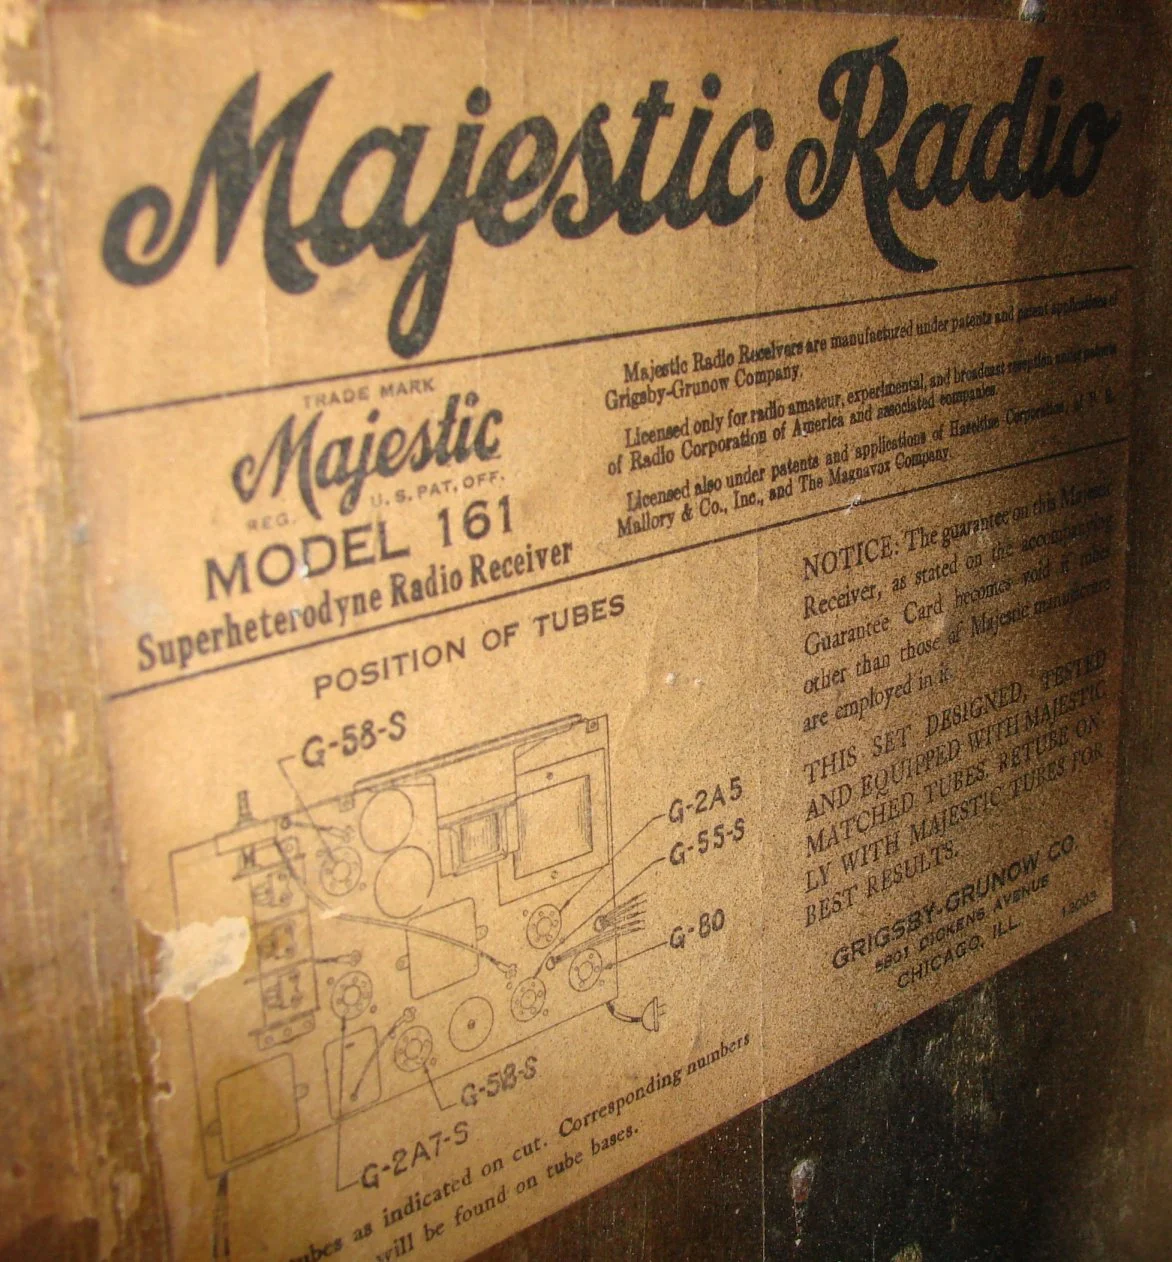 Majestic Radio
TRADE MARK
Majestic
REG. U. S. PAT. OFF.
MODEL 161
Superheterodyne Radio Receiver
Majestic Radio Receivers are manufactured under patents and patent applications of
Grigsby-Grunow Company.
Licensed only for radio amateur, experimental, and broadcast reception under patents
of Radio Corporation of America and associated companies.
Licensed also under patents and applications of Hazeltine Corporation, of P. R.
Mallory & Co., Inc., and The Magnavox Company.
POSITION OF TUBES
G-58-S
G-2A5
G-55-S
G-80
G-58-S
G-2A7-S
as indicated on cut. Corresponding numbers
will be found on tube bases.
NOTICE: The guarantee on this Majestic
Receiver, as stated on the accompanying
Guarantee Card becomes void if tubes
other than those of Majestic manufacture
are employed in it.
THIS SET DESIGNED, TESTED
AND EQUIPPED WITH MAJESTIC
MATCHED TUBES. RETUBE ON-
LY WITH MAJESTIC TUBES FOR
BEST RESULTS.
GRIGSBY-GRUNOW CO.
5801 DICKENS AVENUE
CHICAGO, ILL.